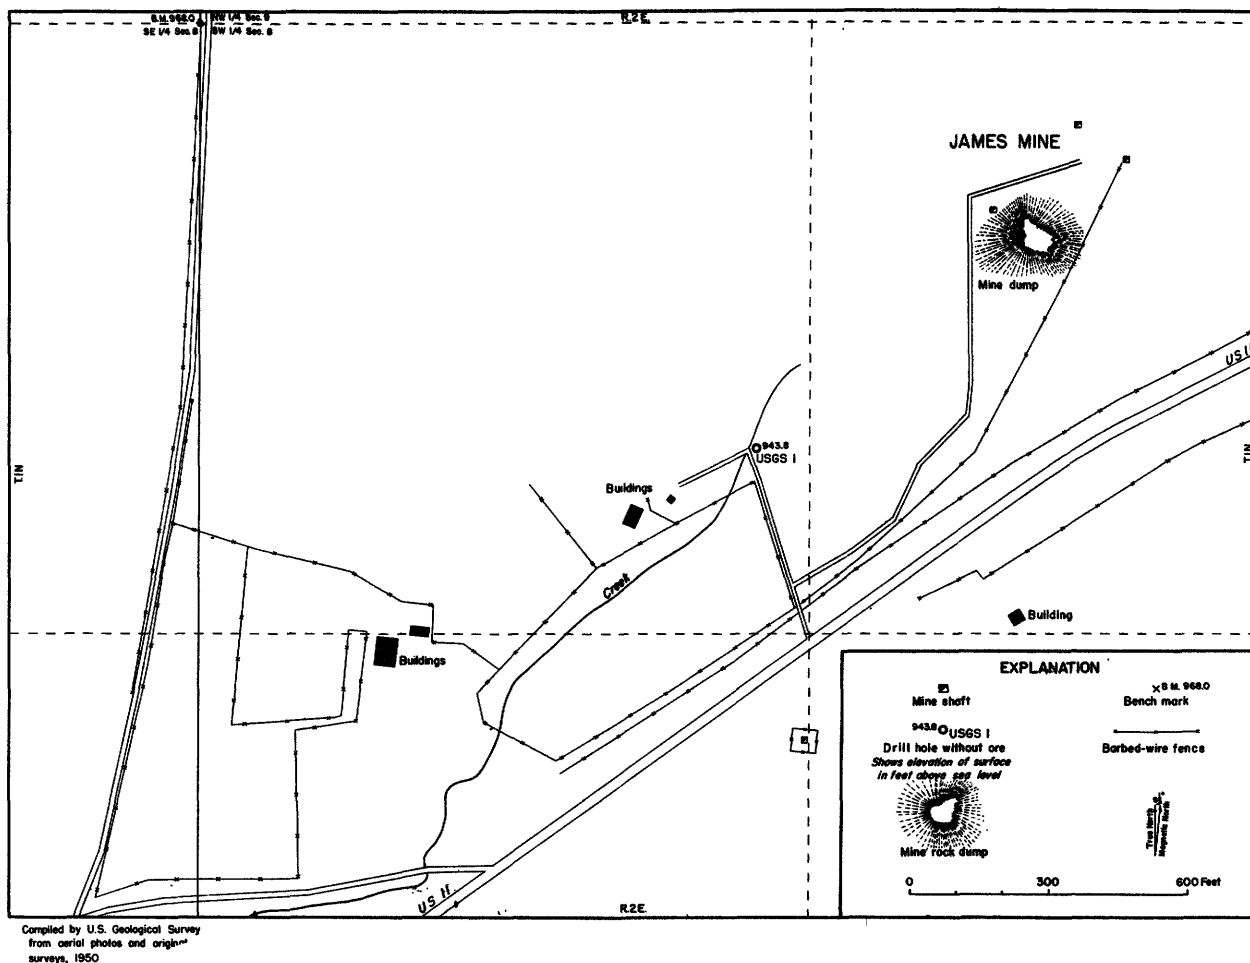 R.2E.
B.M. 968.0
NW 1/4 Sec. 9
SE 1/4 Sec. 8
SW 1/4 Sec. 8
JAMES MINE
Mine dump
US 11
T.1N
T.1N
943.8
USGS 1
Buildings
Creek
Building
Buildings
EXPLANATION
Mine shaft
B M. 968.0
Bench mark
943.8 USGS 1
Drill hole without ore
Shows elevation of surface
in feet above sea level
Barbed-wire fence
Mine rock dump
True North
Magnetic North
0 300 600 Feet
US 11
R.2E.
Compiled by U.S. Geological Survey
from aerial photos and original
surveys, 1950